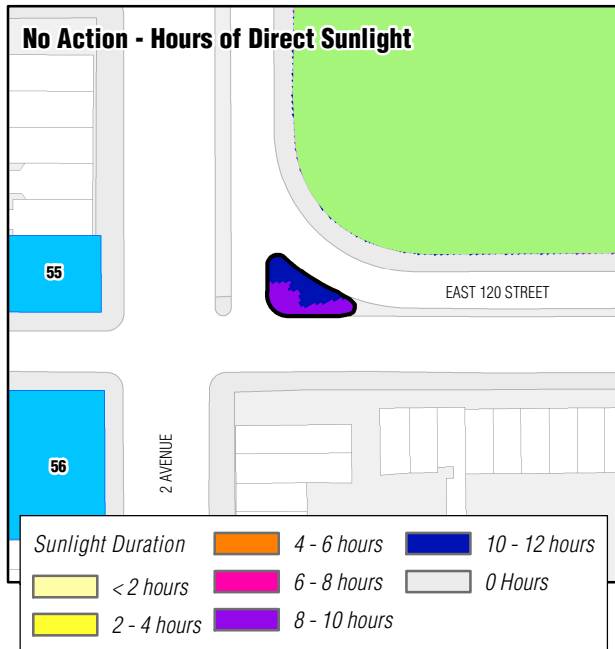 No Action - Hours of Direct Sunlight
55
EAST 120 STREET
56
2 AVENUE
Sunlight Duration
< 2 hours
2 - 4 hours
4 - 6 hours
6 - 8 hours
8 - 10 hours
10 - 12 hours
0 Hours